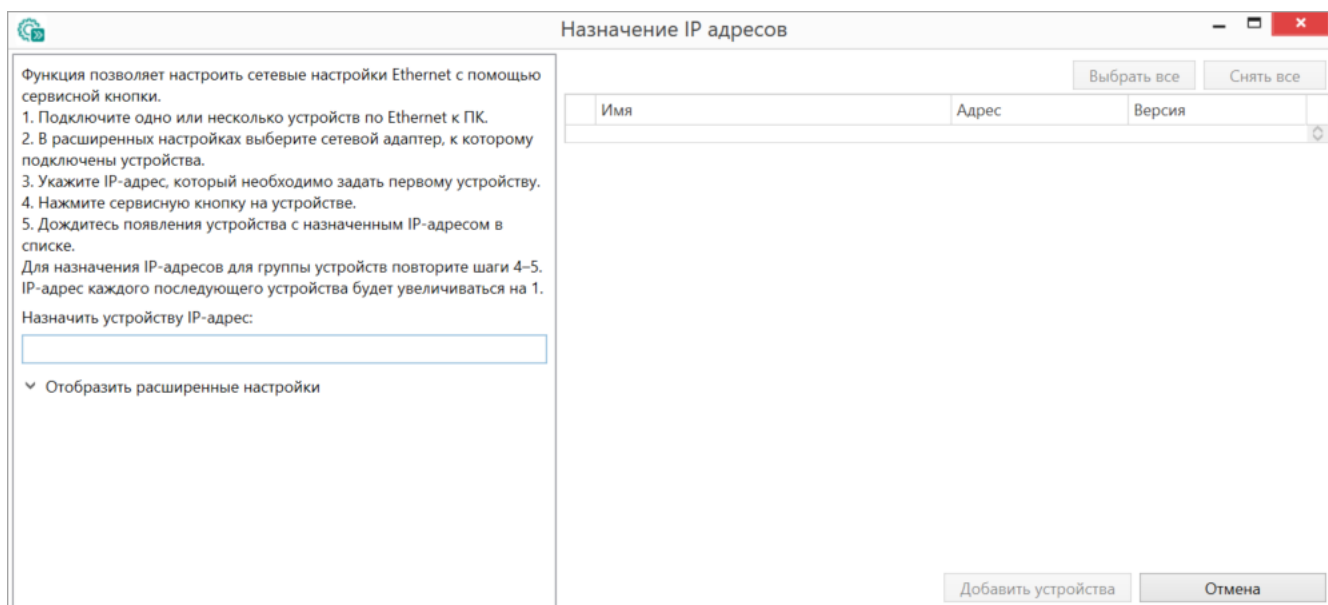 Назначение IP адресов
Функция позволяет настроить сетевые настройки Ethernet с помощью
сервисной кнопки.
1. Подключите одно или несколько устройств по Ethernet к ПК.
2. В расширенных настройках выберите сетевой адаптер, к которому
подключены устройства.
3. Укажите IP-адрес, который необходимо задать первому устройству.
4. Нажмите сервисную кнопку на устройстве.
5. Дождитесь появления устройства с назначенным IP-адресом в
списке.
Для назначения IP-адресов для группы устройств повторите шаги 4–5.
IP-адрес каждого последующего устройства будет увеличиваться на 1.
Назначить устройству IP-адрес:
Отобразить расширенные настройки
Выбрать все Снять все
Имя Адрес Версия
Добавить устройства Отмена